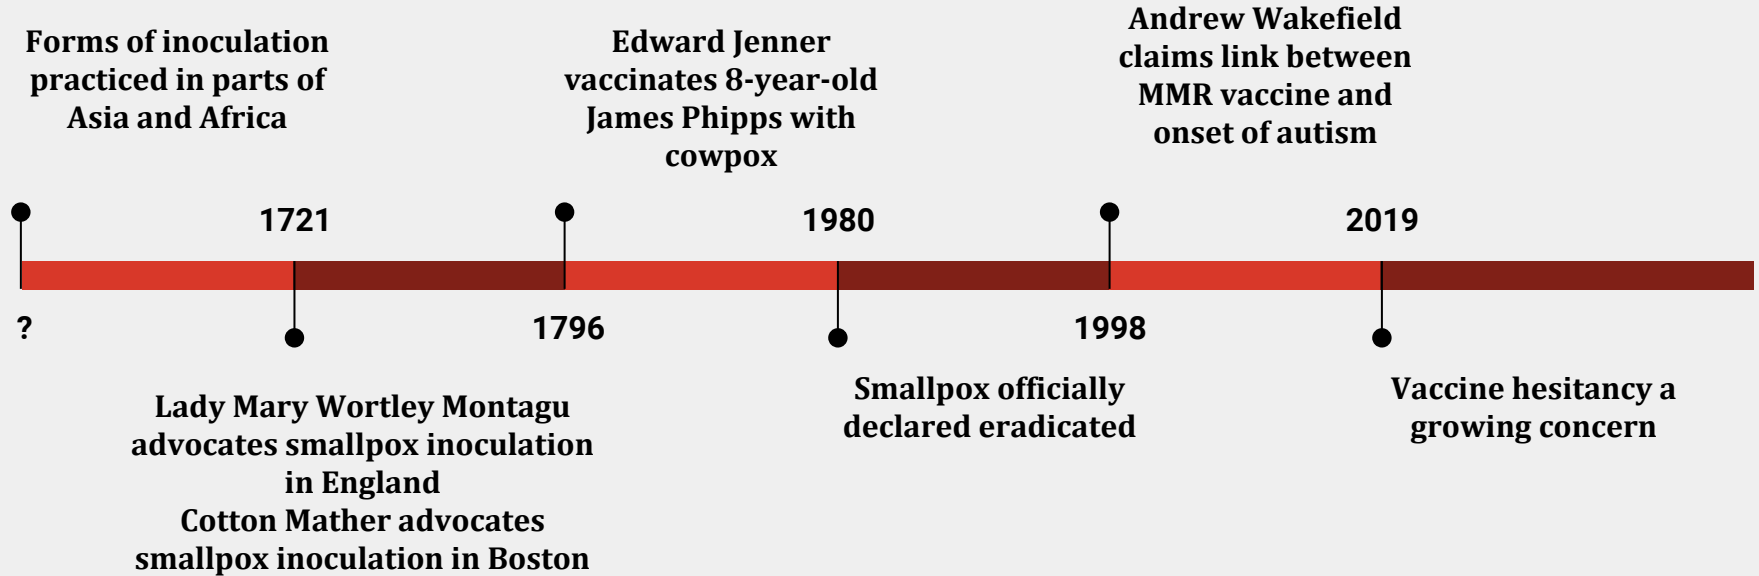 Forms of inoculation
practiced in parts of
Asia and Africa
?
1721
Lady Mary Wortley Montagu
advocates smallpox inoculation
in England
Cotton Mather advocates
smallpox inoculation in Boston
Edward Jenner
vaccinates 8-year-old
James Phipps with
cowpox
1796
1980
Smallpox officially
declared eradicated
Andrew Wakefield
claims link between
MMR vaccine and
onset of autism
1998
2019
Vaccine hesitancy a
growing concern